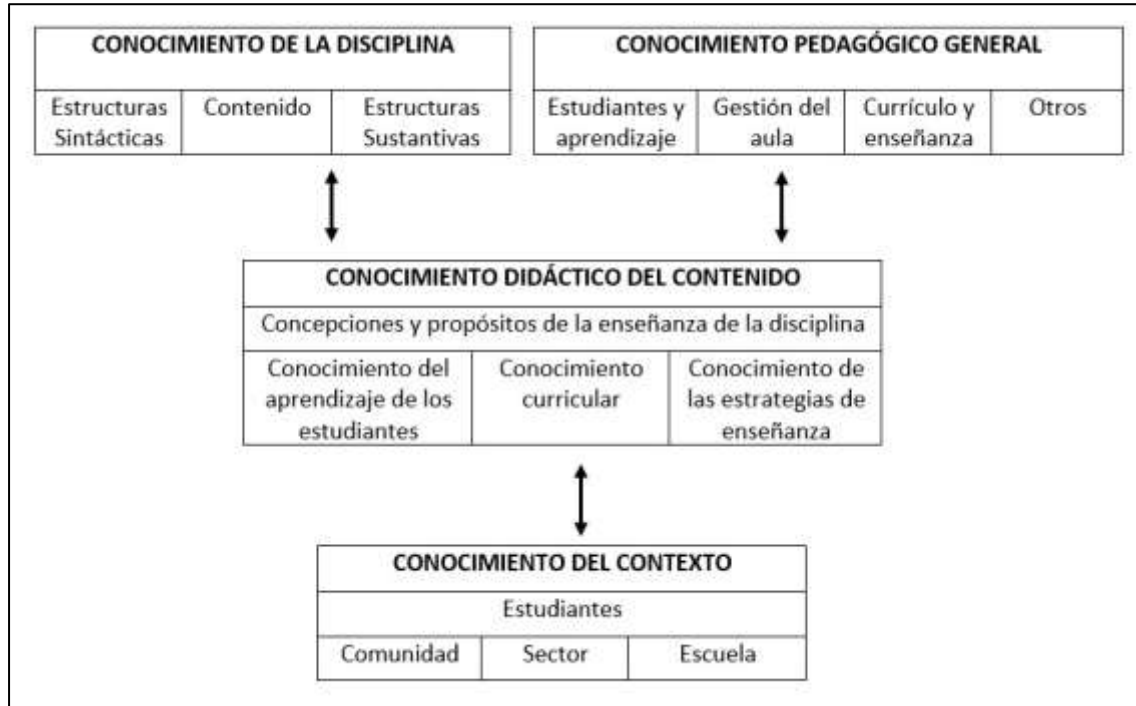 CONOCIMIENTO DE LA DISCIPLINA
Estructuras
Sintácticas
Contenido
Estructuras
Sustantivas
CONOCIMIENTO PEDAGÓGICO GENERAL
Estudiantes y
aprendizaje
Gestión del
aula
Currículo y
enseñanza
Otros
CONOCIMIENTO DIDÁCTICO DEL CONTENIDO
Concepciones y propósitos de la enseñanza de la disciplina
Conocimiento del
aprendizaje de los
estudiantes
Conocimiento
curricular
Conocimiento de
las estrategias de
enseñanza
CONOCIMIENTO DEL CONTEXTO
Estudiantes
Comunidad
Sector
Escuela